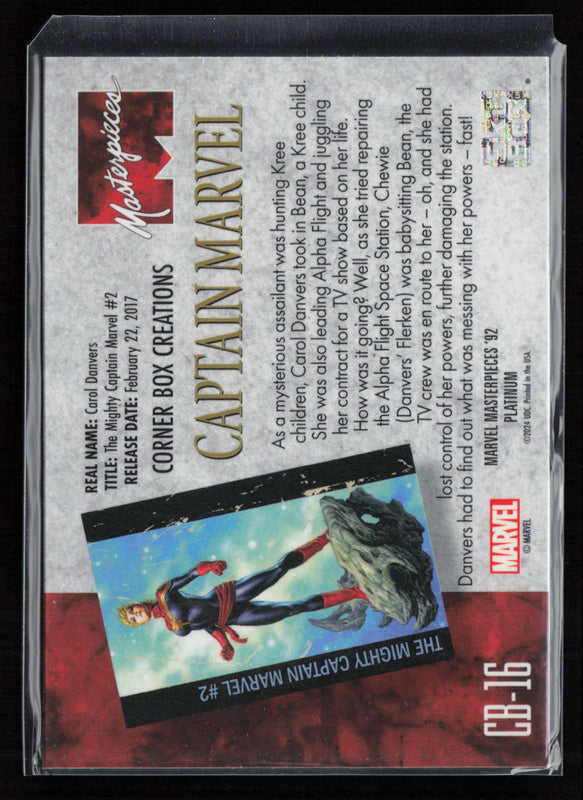 Masterpieces
REAL NAME: Carol Danvers
TITLE: The Mighty Captain Marvel #2
RELEASE DATE: February 22, 2017
CORNER BOX CREATIONS
CAPTAIN MARVEL
As a mysterious assailant was hunting Kree
children, Carol Danvers took in Bean, a Kree child.
She was also leading Alpha Flight and juggling
her contract for a TV show based on her life.
How was it going? Well, as she tried repairing
the Alpha Flight Space Station, Chewie
(Danvers' Flerken) was babysitting Bean, the
TV crew was en route to her – oh, and she had
lost control of her powers, further damaging the station.
Danvers had to find out what was messing with her powers – fast!
THE MIGHTY CAPTAIN MARVEL #2
MARVEL
© MARVEL
MARVEL MASTERPIECES '92
PLATINUM
©2024 UDC. Printed in the USA.
CB-16